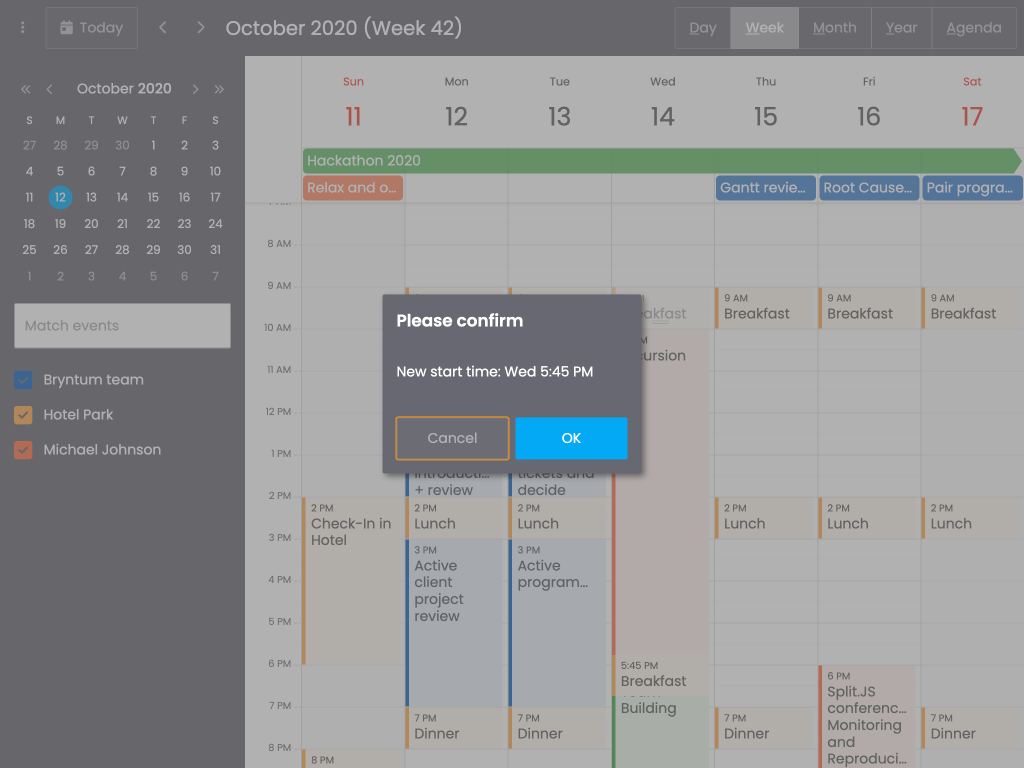 Today
October 2020 (Week 42)
Day
Week
Month
Year
Agenda
October 2020
S M T W T F S
27 28 29 30 1 2 3
4 5 6 7 8 9 10
11 12 13 14 15 16 17
18 19 20 21 22 23 24
25 26 27 28 29 30 31
1 2 3 4 5 6 7
Match events
Bryntum team
Hotel Park
Michael Johnson
Sun Mon Tue Wed Thu Fri Sat
11 12 13 14 15 16 17
Hackathon 2020
Relax and o...
Gantt revie...
Root Cause...
Pair progra...
8 AM
9 AM
10 AM
11 AM
12 PM
1 PM
2 PM
3 PM
4 PM
5 PM
6 PM
7 PM
8 PM
2 PM
Check-In in
Hotel
8 PM
Introducti...
+ review
2 PM
Lunch
3 PM
Active
client
project
review
7 PM
Dinner
tickets and
decide
2 PM
Lunch
3 PM
Active
program...
7 PM
Dinner
akfast
cursion
5:45 PM
Breakfast
Building
9 AM
Breakfast
2 PM
Lunch
7 PM
Dinner
9 AM
Breakfast
2 PM
Lunch
6 PM
Split.JS
conferenc...
Monitoring
and
Reproduci...
9 AM
Breakfast
2 PM
Lunch
7 PM
Dinner
Please confirm
New start time: Wed 5:45 PM
Cancel
OK